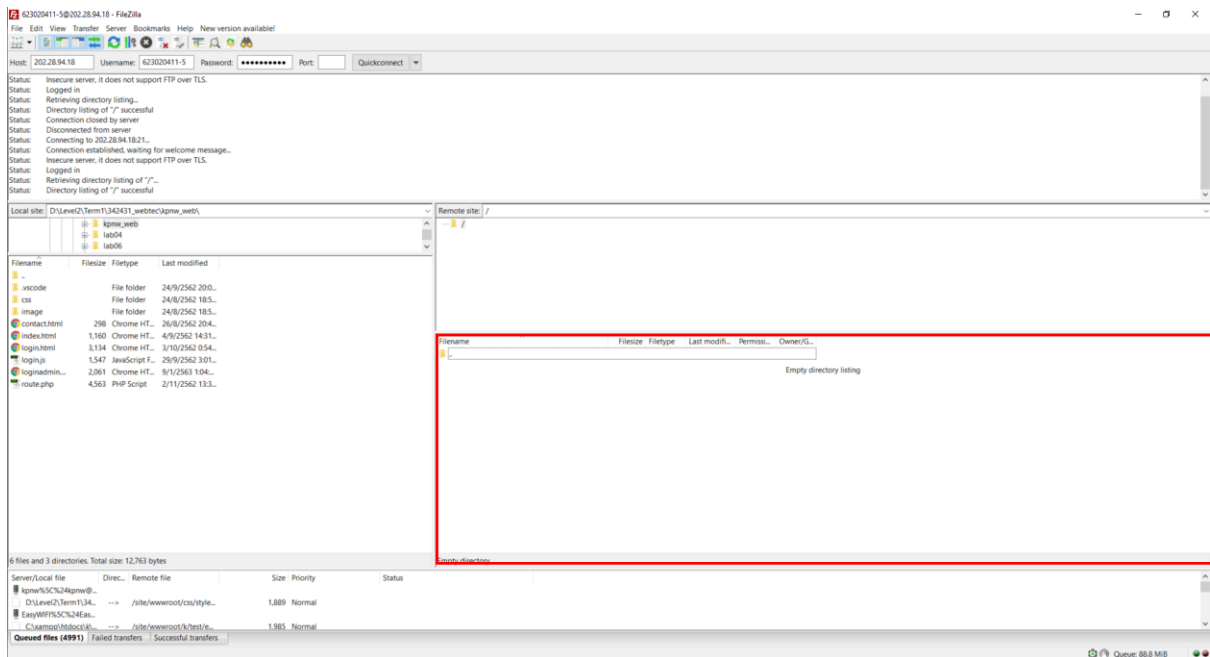 623020411-5@202.28.94.18 - FileZilla
File Edit View Transfer Server Bookmarks Help New version available!
Host: 202.28.94.18 Username: 623020411-5 Password: ●●●●●●●●●● Port: Quickconnect
Status: Insecure server, it does not support FTP over TLS.
Status: Logged in
Status: Retrieving directory listing...
Status: Directory listing of "/" successful
Status: Connection closed by server
Status: Disconnected from server
Status: Connecting to 202.28.94.18:21...
Status: Connection established, waiting for welcome message...
Status: Insecure server, it does not support FTP over TLS.
Status: Logged in
Status: Retrieving directory listing of "/"...
Status: Directory listing of "/" successful
Local site: D:\Level2\Term1\342431_webtec\kpnw_web\
kpnw_web
lab04
lab06
Filename Filesize Filetype Last modified
..
.vscode File folder 24/9/2562 20:0...
css File folder 24/8/2562 18:5...
image File folder 24/8/2562 18:5...
contact.html 298 Chrome HT... 26/8/2562 20:4...
index.html 1,160 Chrome HT... 4/9/2562 14:31...
login.html 3,134 Chrome HT... 3/10/2562 0:54...
login.js 1,547 JavaScript F... 29/9/2562 3:01...
loginadmin... 2,061 Chrome HT... 9/1/2563 1:04:...
route.php 4,563 PHP Script 2/11/2562 13:3...
6 files and 3 directories. Total size: 12,763 bytes
Remote site: /
/
Filename Filesize Filetype Last modifi... Permissi... Owner/G...
..
Empty directory listing
Empty directory.
Server/Local file Direc... Remote file Size Priority Status
kpnw%5C%24kpnw@...
D:\Level2\Term1\34... --> /site/wwwroot/css/style... 1,889 Normal
EasyWIFI%5C%24Eas...
C:\xampp\htdocs\k\... --> /site/wwwroot/k/test/e... 1,985 Normal
Queued files (4991) Failed transfers Successful transfers
Queue: 88.8 MiB